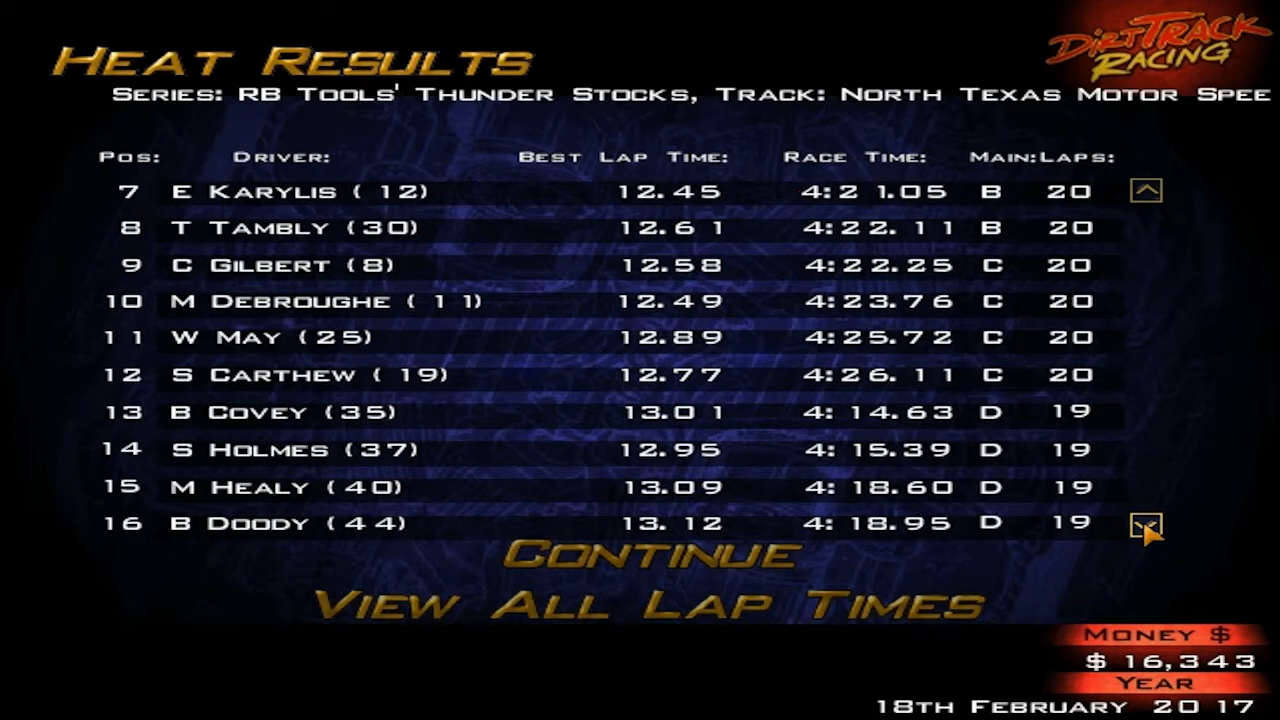 HEAT RESULTS
DIRT TRACK RACING
SERIES: RB TOOLS' THUNDER STOCKS, TRACK: NORTH TEXAS MOTOR SPEE
POS: DRIVER: BEST LAP TIME: RACE TIME: MAIN: LAPS:
7 E KARYLIS (12) 12.45 4:21.05 B 20
8 T TAMBLY (30) 12.61 4:22.11 B 20
9 C GILBERT (8) 12.58 4:22.25 C 20
10 M DEBROUGHE (11) 12.49 4:23.76 C 20
11 W MAY (25) 12.89 4:25.72 C 20
12 S CARTHEW (19) 12.77 4:26.11 C 20
13 B COVEY (35) 13.01 4:14.63 D 19
14 S HOLMES (37) 12.95 4:15.39 D 19
15 M HEALY (40) 13.09 4:18.60 D 19
16 B DOODY (44) 13.12 4:18.95 D 19
CONTINUE
VIEW ALL LAP TIMES
MONEY $
$ 16,343
YEAR
18TH FEBRUARY 2017